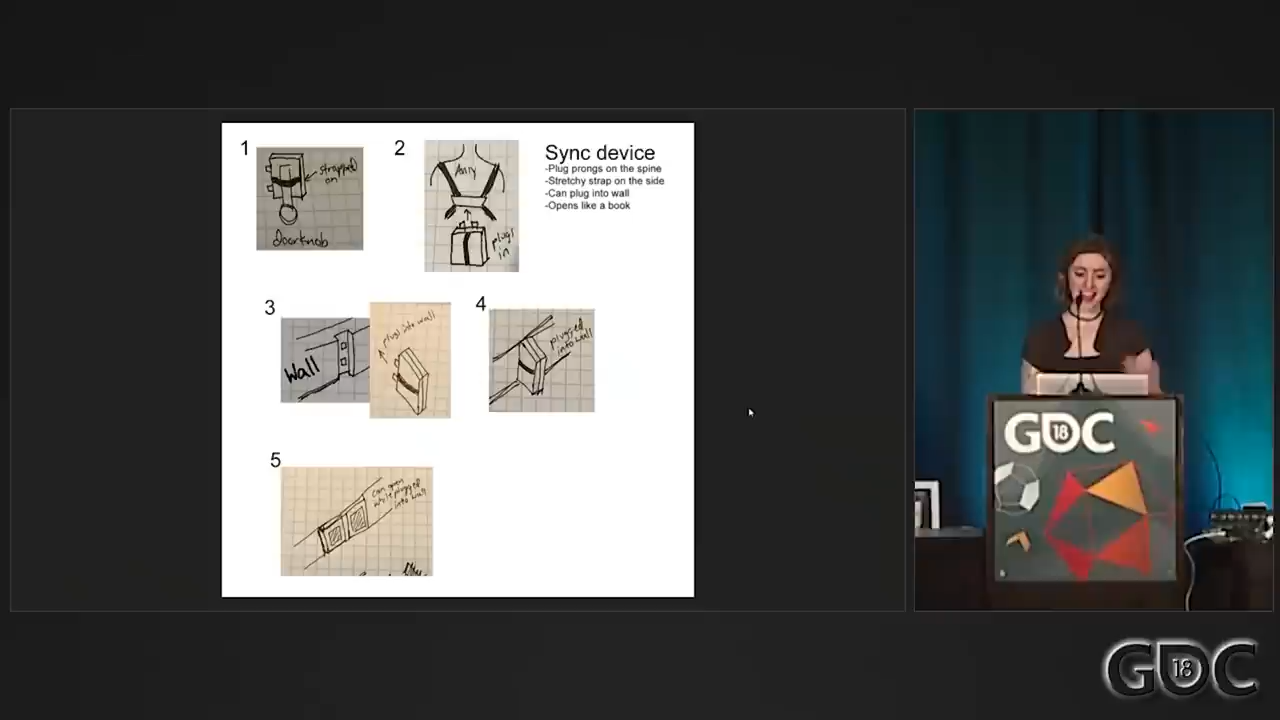 1
strapped
on
Doorknob
2
Amy
plugs
in
Sync device
-Plug prongs on the spine
-Stretchy strap on the side
-Can plug into wall
-Opens like a book
3
Wall
plugs into wall
4
plugged
into wall
5
can open
while plugged
into wall
GDC
18
GDC
18